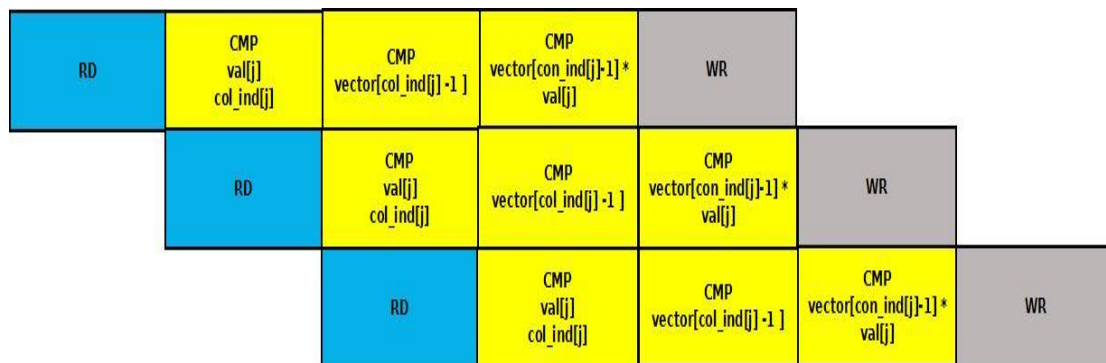 RD
CMP
val[j]
col_ind[j]
CMP
vector[col_ind[j] -1 ]
CMP
vector[con_ind[j]-1] *
val[j]
WR
RD
CMP
val[j]
col_ind[j]
CMP
vector[col_ind[j] -1 ]
CMP
vector[con_ind[j]-1] *
val[j]
WR
RD
CMP
val[j]
col_ind[j]
CMP
vector[col_ind[j] -1 ]
CMP
vector[con_ind[j]-1] *
val[j]
WR